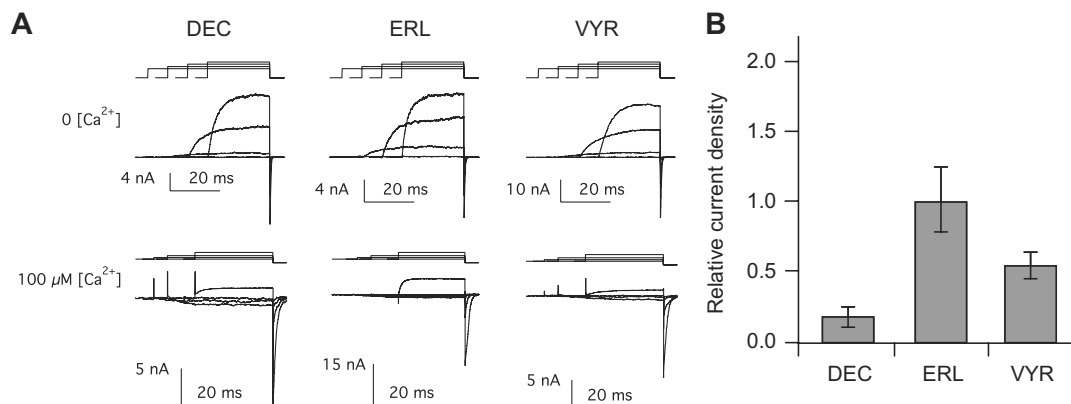 A
DEC
ERL
VYR
0 [Ca²⁺]
4 nA
20 ms
4 nA
20 ms
10 nA
20 ms
100 µM [Ca²⁺]
5 nA
20 ms
15 nA
20 ms
5 nA
20 ms
B
Relative current density
2.0
1.5
1.0
0.5
0.0
DEC
ERL
VYR